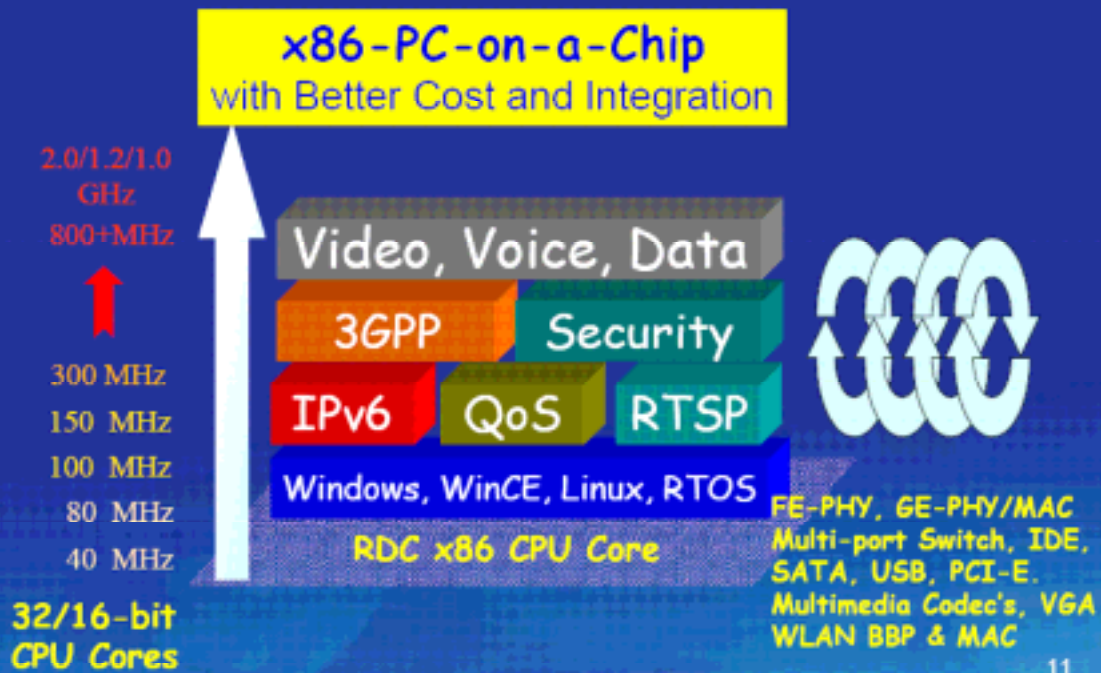 x86-PC-on-a-Chip
with Better Cost and Integration
2.0/1.2/1.0
GHz
800+MHz
300 MHz
150 MHz
100 MHz
80 MHz
40 MHz
32/16-bit
CPU Cores
Video, Voice, Data
3GPP
Security
IPv6
QoS
RTSP
Windows, WinCE, Linux, RTOS
RDC x86 CPU Core
FE-PHY, GE-PHY/MAC
Multi-port Switch, IDE,
SATA, USB, PCI-E.
Multimedia Codec's, VGA
WLAN BBP & MAC
11